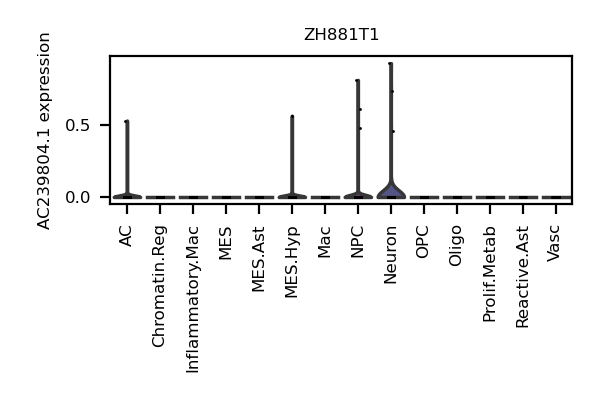 ZH881T1
AC239804.1 expression
0.5
0.0
AC
Chromatin.Reg
Inflammatory.Mac
MES
MES.Ast
MES.Hyp
Mac
NPC
Neuron
OPC
Oligo
Prolif.Metab
Reactive.Ast
Vasc